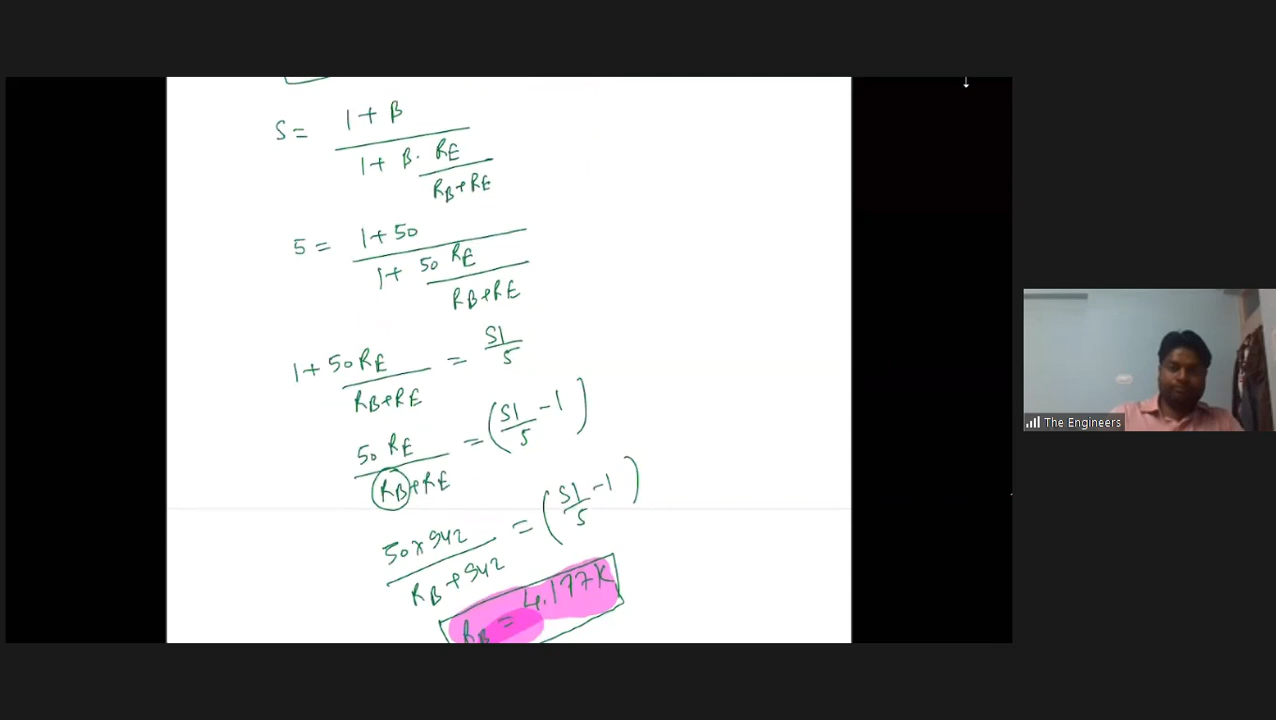 S = 1 + β
1 + β. RE
RB+RE
5 = 1 + 50
1 + 50 RE
RB+RE
1 + 50 RE = 51
RB+RE 5
50 RE = (51 - 1)
RB+RE 5
50 x 942 = (51 - 1)
RB + 942 5
RB = 4.177K
The Engineers